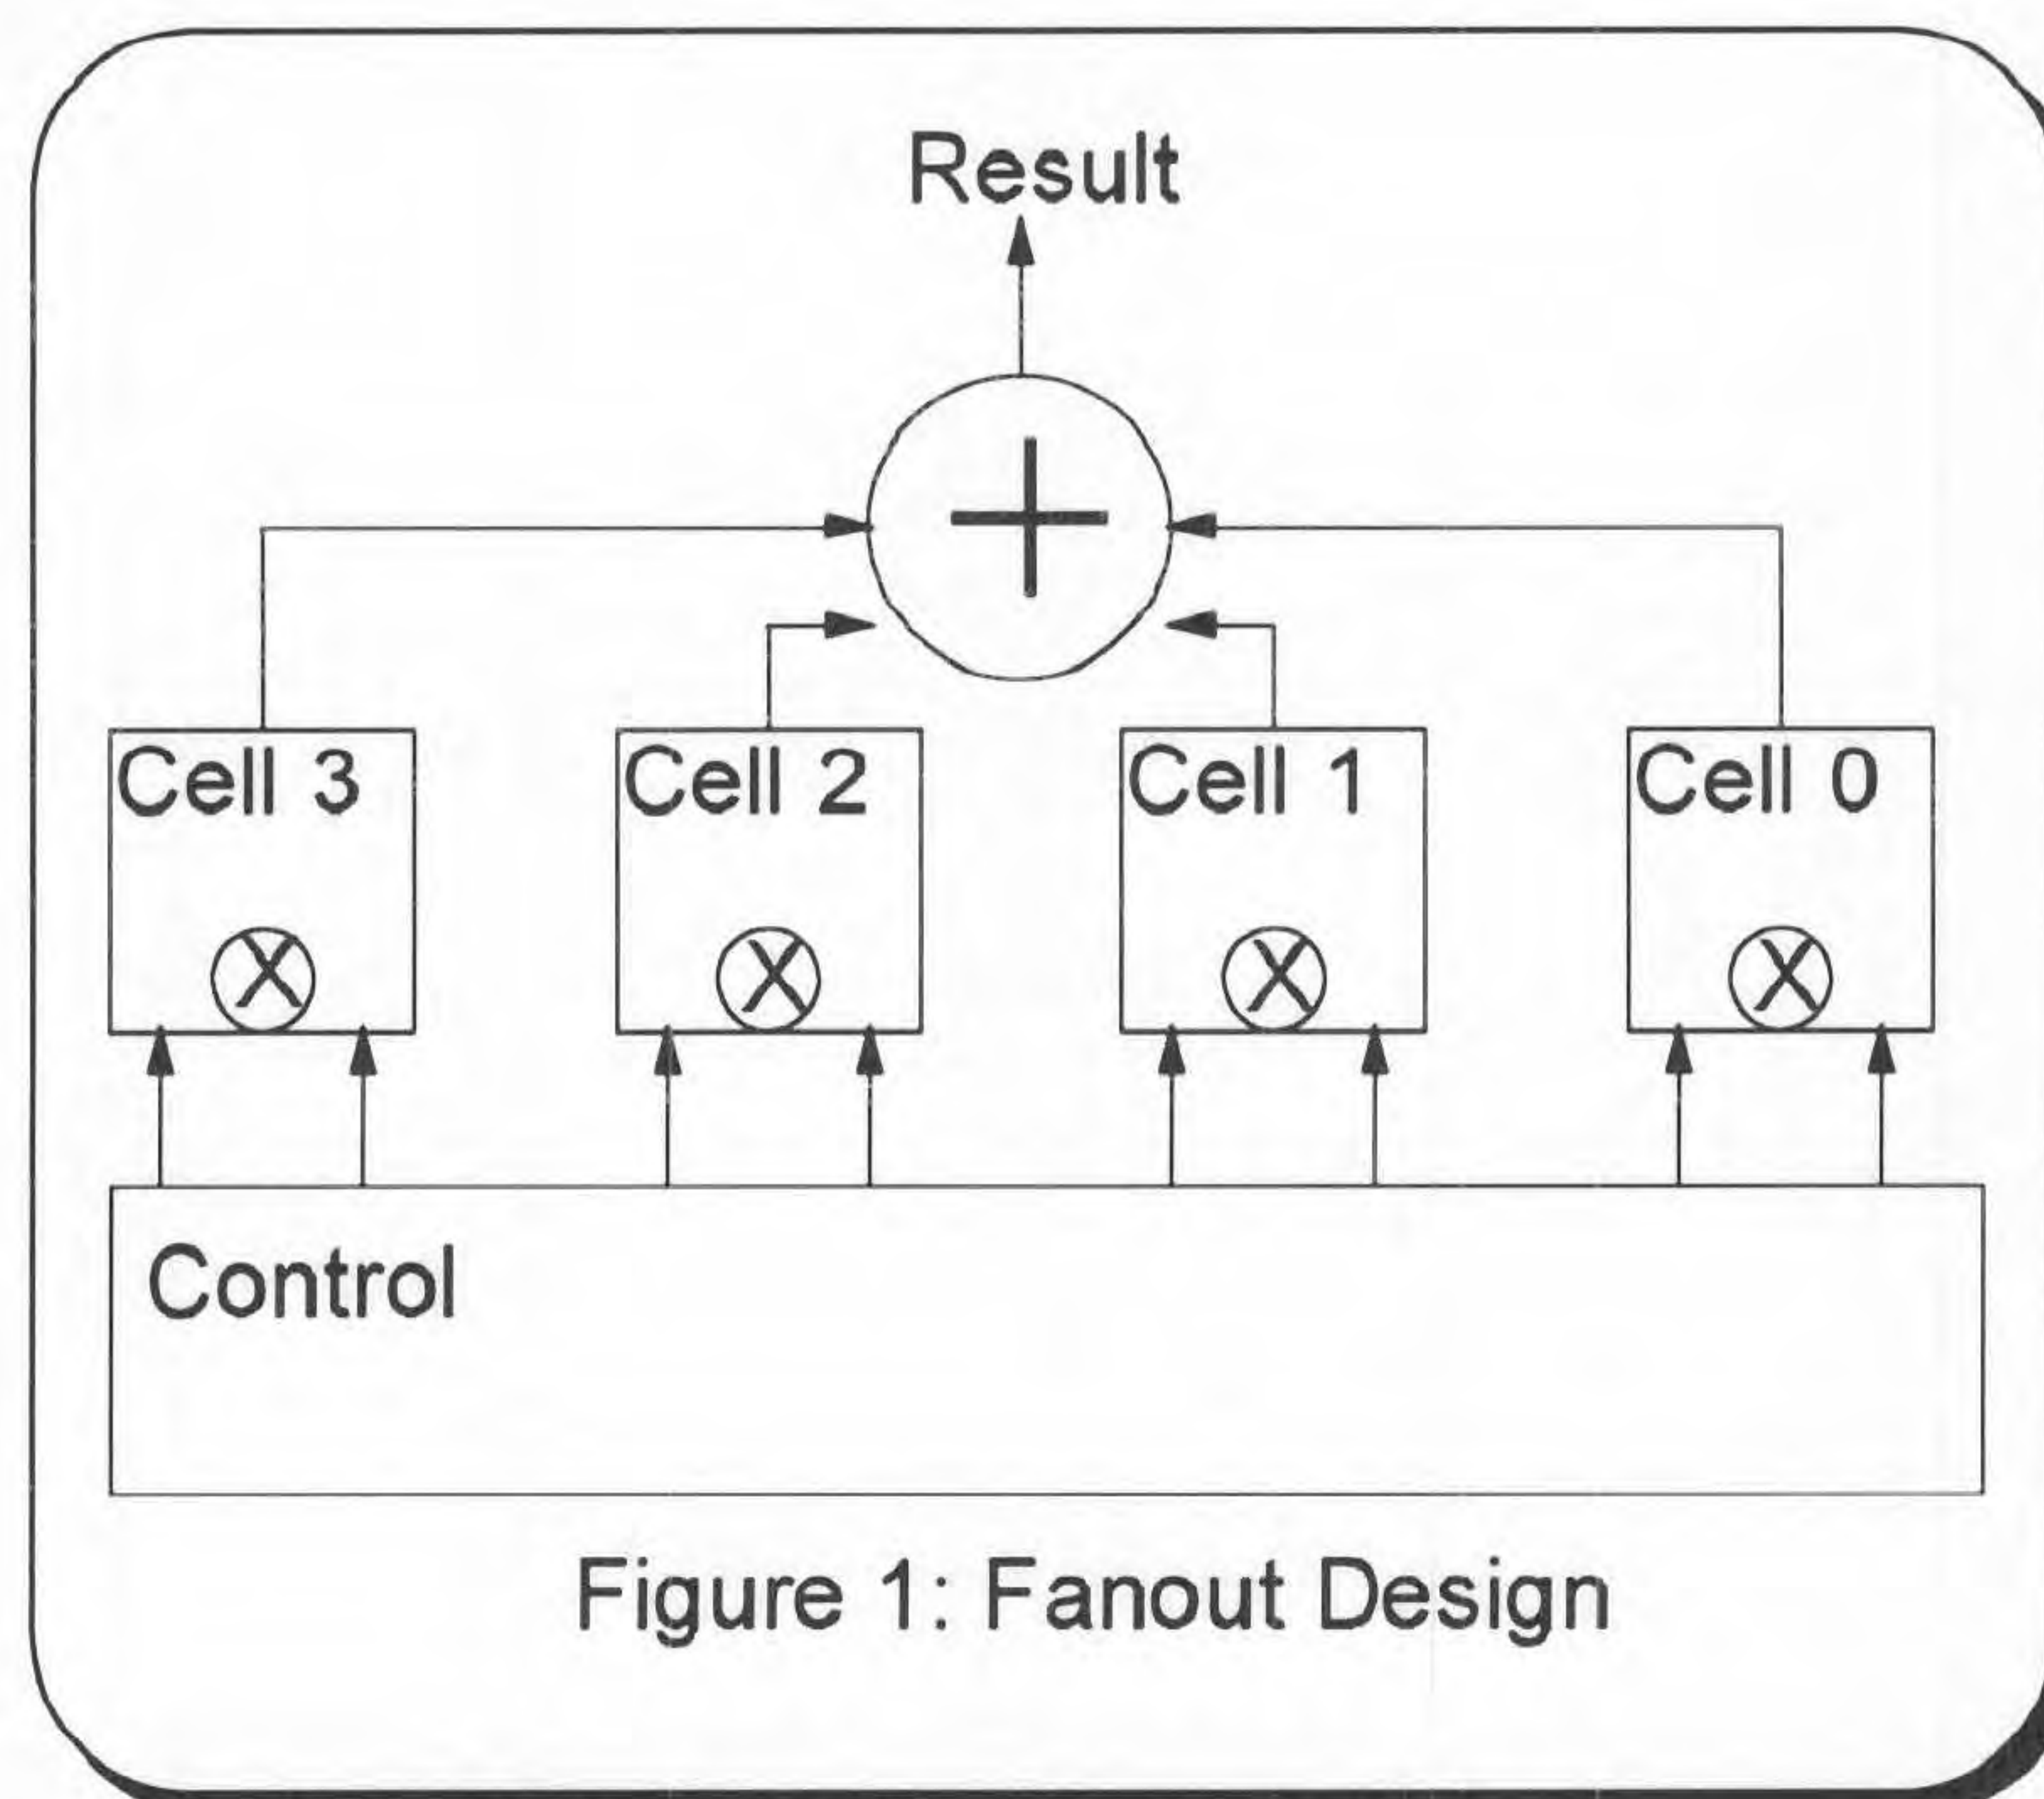 Result
+
Cell 3 Cell 2 Cell 1 Cell 0
X X X X
Control
Figure 1: Fanout Design